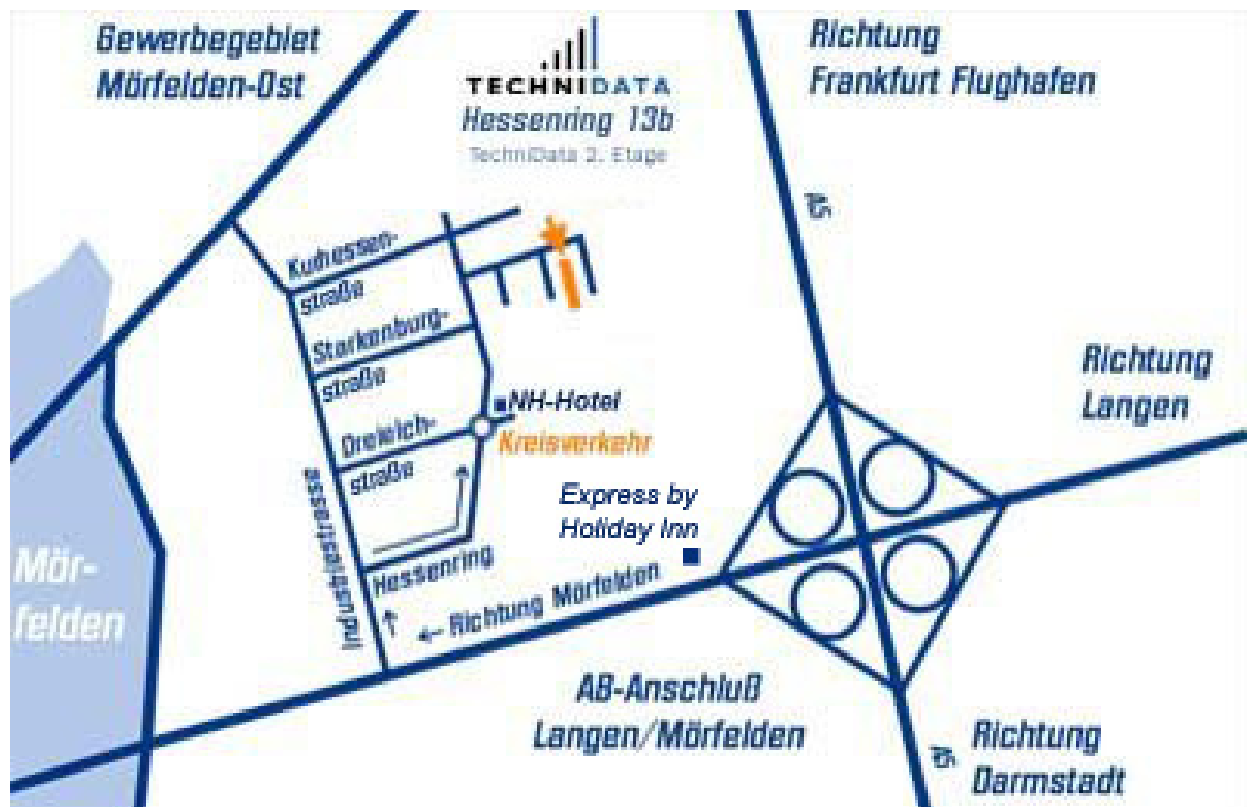 Gewerbegebiet
Mörfelden-Ost
TECHNIDATA
Hessenring 13b
TechniData 2. Etage
Richtung
Frankfurt Flughafen
A5
Kurhessen-
straße
Starkenburg-
straße
NH-Hotel
Dreieich-
straße
Kreisverkehr
Richtung
Langen
Express by
Holiday Inn
Industriestrasse
Hessenring
Mör-
felden
← Richtung Mörfelden
AB-Anschluß
Langen/Mörfelden
A5
Richtung
Darmstadt